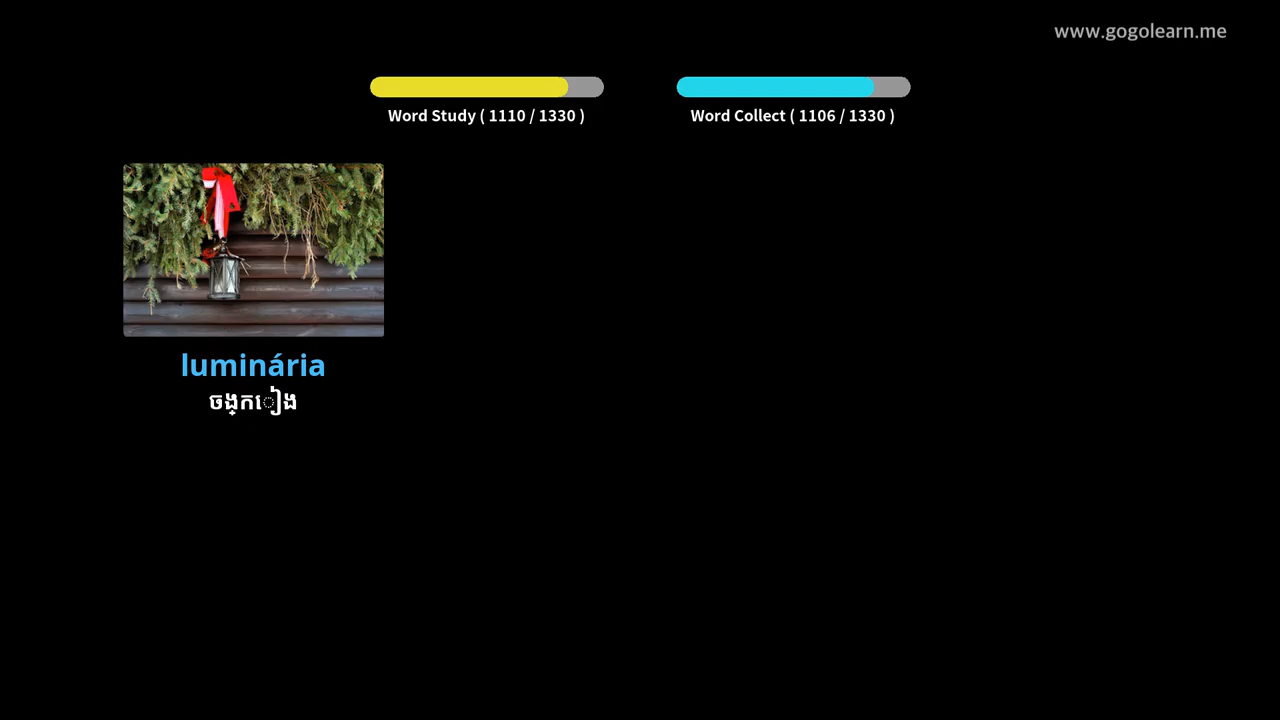 www.gogolearn.me
Word Study ( 1110 / 1330 )
Word Collect ( 1106 / 1330 )
luminária
ចង្កៀង